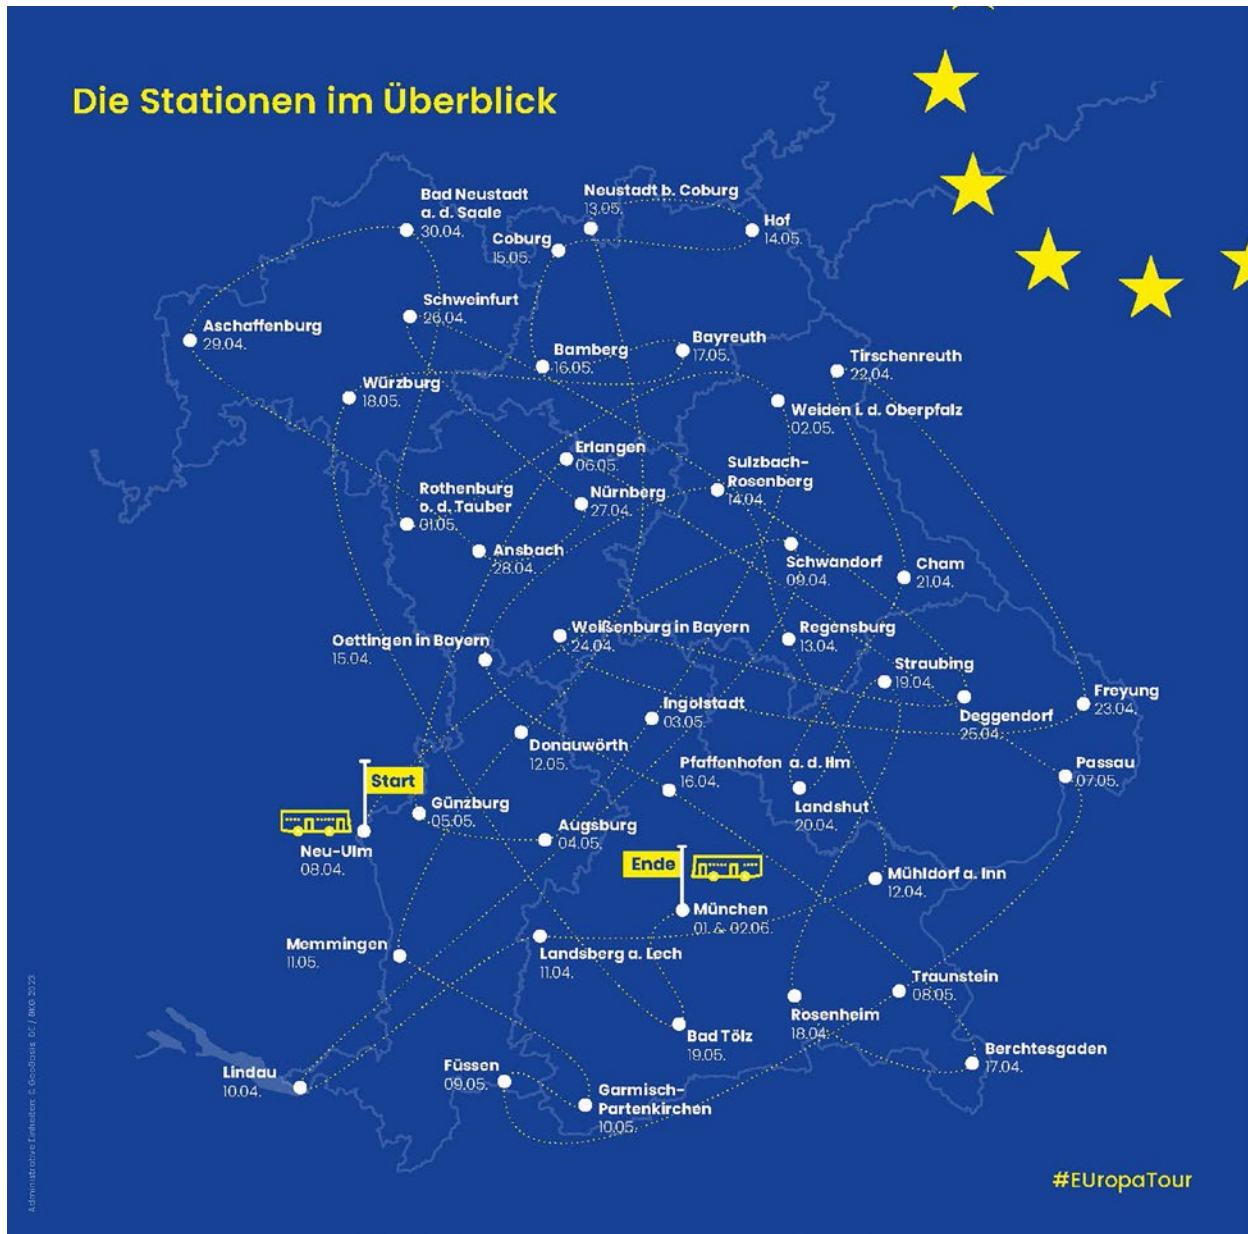 Die Stationen im Überblick
Bad Neustadt
a. d. Saale
30.04.
Neustadt b. Coburg
13.05.
Hof
14.05.
Coburg
15.05.
Schweinfurt
26.04.
Aschaffenburg
29.04.
Bamberg
16.05.
Bayreuth
17.05.
Tirschenreuth
22.04.
Würzburg
18.05.
Weiden i. d. Oberpfalz
02.05.
Erlangen
06.05.
Sulzbach-
Rosenberg
14.04.
Rothenburg
o. d. Tauber
01.05.
Nürnberg
27.04.
Ansbach
28.04.
Schwandorf
09.04.
Cham
21.04.
Oettingen in Bayern
15.04.
Weißenburg in Bayern
24.04.
Regensburg
13.04.
Straubing
19.04.
Ingolstadt
03.05.
Deggendorf
25.04.
Freyung
23.04.
Donauwörth
12.05.
Pfaffenhofen a. d. Ilm
16.04.
Passau
07.05.
Start
Neu-Ulm
08.04.
Günzburg
05.05.
Augsburg
04.05.
Landshut
20.04.
Ende
München
01. & 02.06.
Mühldorf a. Inn
12.04.
Memmingen
11.05.
Landsberg a. Lech
11.04.
Traunstein
08.05.
Rosenheim
18.04.
Bad Tölz
19.05.
Berchtesgaden
17.04.
Lindau
10.04.
Füssen
09.05.
Garmisch-
Partenkirchen
10.05.
#EUropaTour
Administrative Einheiten: © GeoBasis-DE / BKG 2023